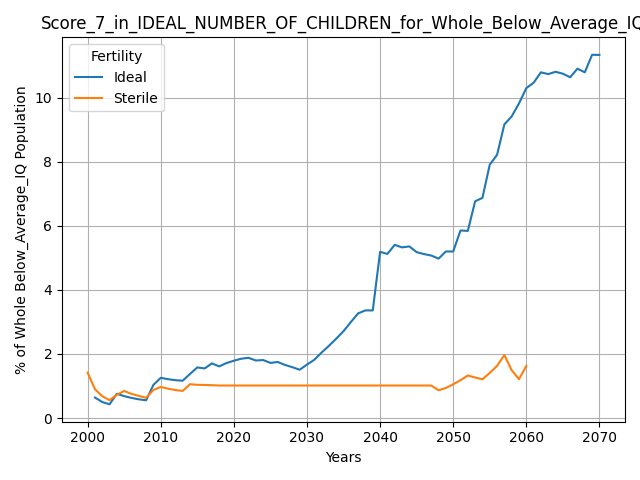 Score_7_in_IDEAL_NUMBER_OF_CHILDREN_for_Whole_Below_Average_IQ
Fertility
Ideal
Sterile
% of Whole Below_Average_IQ Population
10
8
6
4
2
0
2000 2010 2020 2030 2040 2050 2060 2070
Years